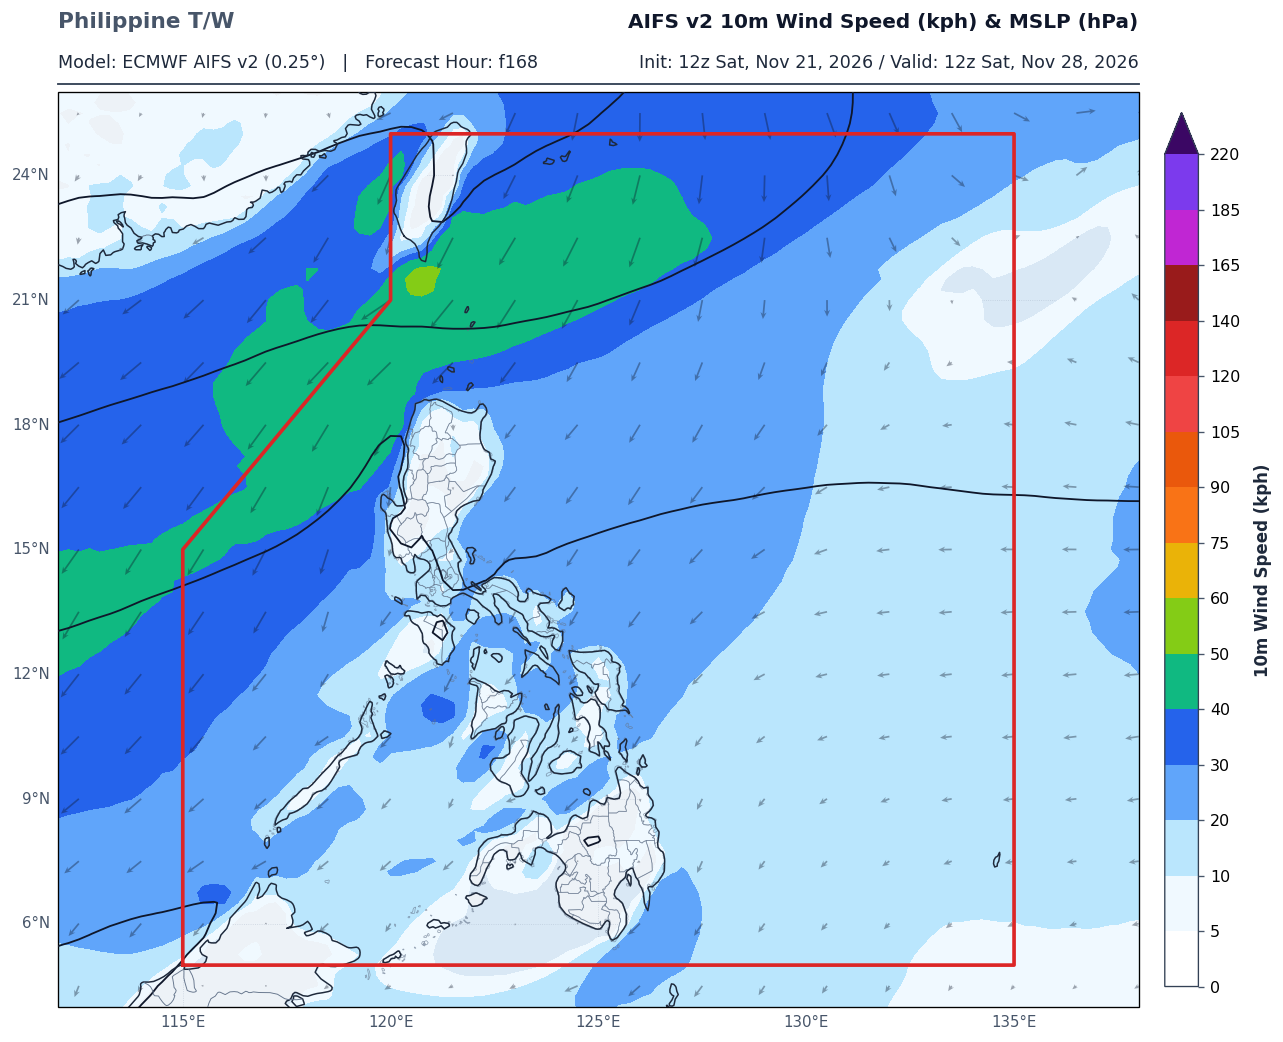 Philippine T/W
AIFS v2 10m Wind Speed (kph) & MSLP (hPa)
Model: ECMWF AIFS v2 (0.25°) | Forecast Hour: f168
Init: 12z Sat, Nov 21, 2026 / Valid: 12z Sat, Nov 28, 2026
24°N
21°N
18°N
15°N
12°N
9°N
6°N
115°E
120°E
125°E
130°E
135°E
220
185
165
140
120
105
90
75
60
50
40
30
20
10
5
0
10m Wind Speed (kph)